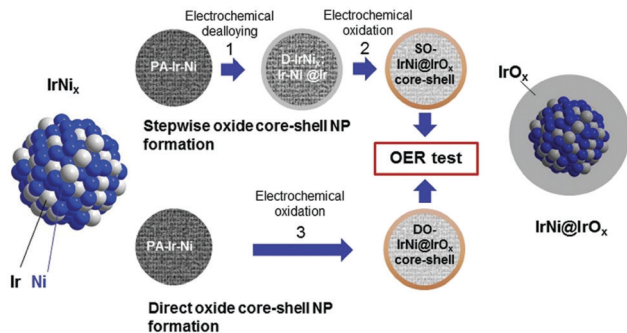 Electrochemical
dealloying
1
Electrochemical
oxidation
2
PA-Ir-Ni
D-IrNiₓ:
Ir-Ni @Ir
SO-
IrNi@IrOₓ
core-shell
IrNiₓ
Stepwise oxide core-shell NP
formation
IrOₓ
OER test
Electrochemical
oxidation
3
PA-Ir-Ni
DO-
IrNi@IrOₓ
core-shell
IrNi@IrOₓ
Ir Ni
Direct oxide core-shell NP
formation